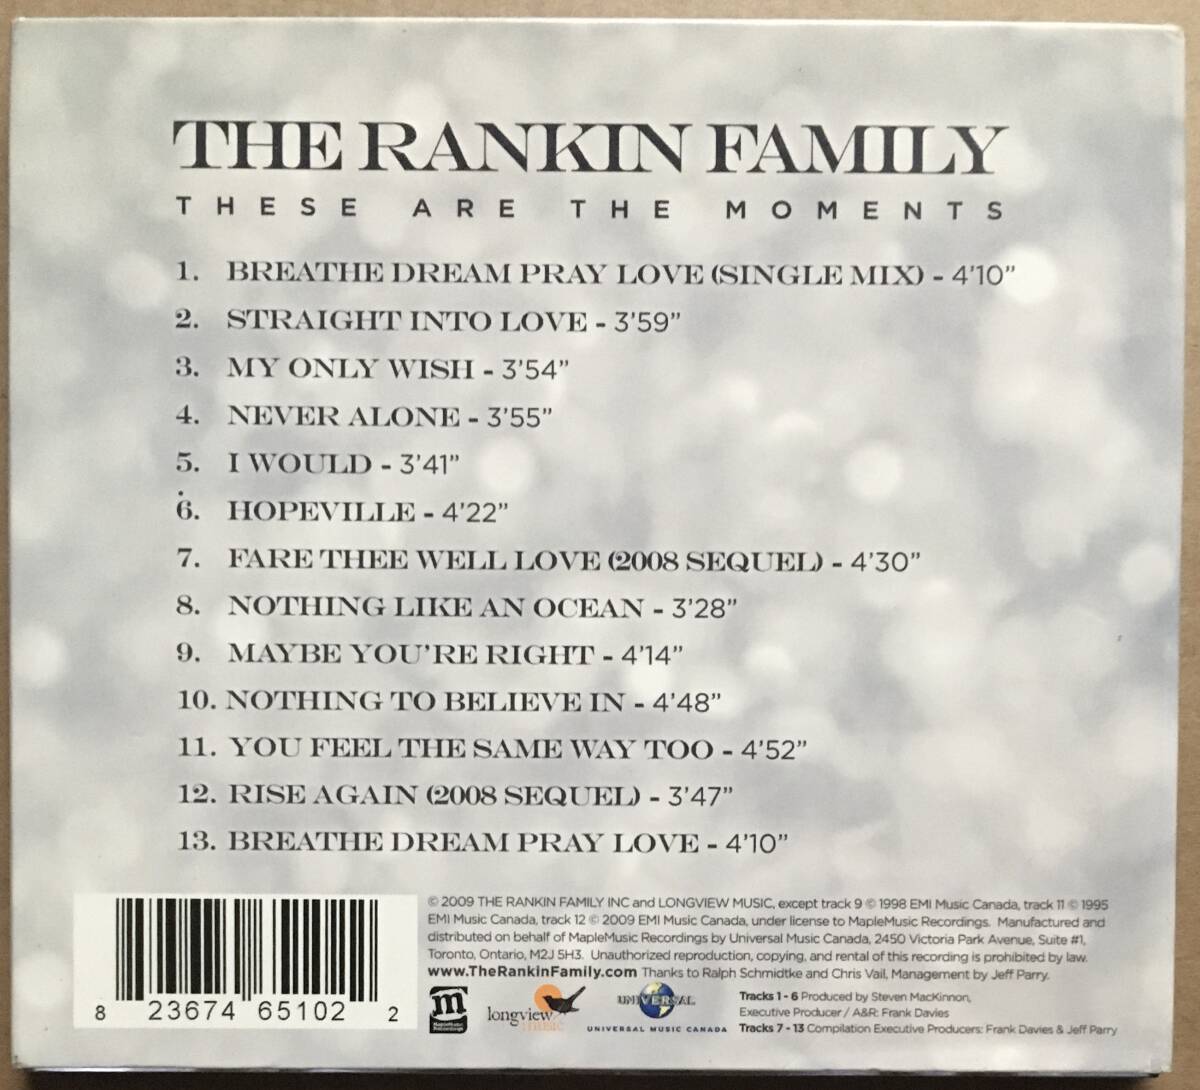 THE RANKIN FAMILY
THESE ARE THE MOMENTS
1. BREATHE DREAM PRAY LOVE (SINGLE MIX) - 4'10"
2. STRAIGHT INTO LOVE - 3'59"
3. MY ONLY WISH - 3'54"
4. NEVER ALONE - 3'55"
5. I WOULD - 3'41"
6. HOPEVILLE - 4'22"
7. FARE THEE WELL LOVE (2008 SEQUEL) - 4'30"
8. NOTHING LIKE AN OCEAN - 3'28"
9. MAYBE YOU'RE RIGHT - 4'14"
10. NOTHING TO BELIEVE IN - 4'48"
11. YOU FEEL THE SAME WAY TOO - 4'52"
12. RISE AGAIN (2008 SEQUEL) - 3'47"
13. BREATHE DREAM PRAY LOVE - 4'10"
© 2009 THE RANKIN FAMILY INC and LONGVIEW MUSIC, except track 9 © 1998 EMI Music Canada, track 11 © 1995
EMI Music Canada, track 12 © 2009 EMI Music Canada, under license to MapleMusic Recordings. Manufactured and
distributed on behalf of MapleMusic Recordings by Universal Music Canada, 2450 Victoria Park Avenue, Suite #1,
Toronto, Ontario, M2J 5H3. Unauthorized reproduction, copying, and rental of this recording is prohibited by law.
www.TheRankinFamily.com Thanks to Ralph Schmidtke and Chris Vail, Management by Jeff Parry.
8 23674 65102 2
m
MapleMusic
Recordings
longview
music
UNIVERSAL
UNIVERSAL MUSIC CANADA
Tracks 1 - 6 Produced by Steven MacKinnon,
Executive Producer / A&R: Frank Davies
Tracks 7 - 13 Compilation Executive Producers: Frank Davies & Jeff Parry